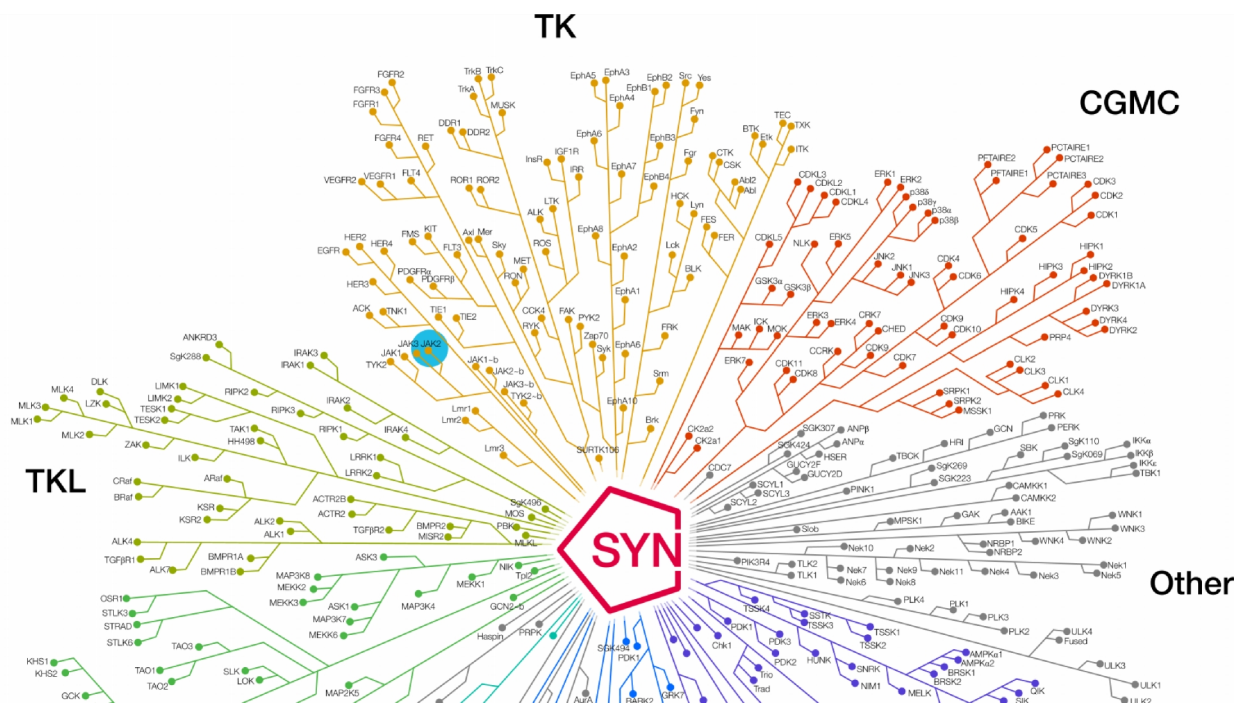 TK
CGMC
TKL
Other
SYN
FGFR2
FGFR3
FGFR1
FGFR4
RET
VEGFR2
VEGFR1
FLT4
TrkB
TrkC
TrkA
MUSK
DDR1
DDR2
ROR1
ROR2
InsR
IGF1R
IRR
LTK
ALK
ROS
EphA5
EphA3
EphA4
EphA6
EphA7
EphA8
EphA2
EphA1
EphA6
EphA10
EphB1
EphB2
EphB3
EphB4
Src
Yes
Fyn
Fgr
HCK
Lyn
Lck
BLK
FRK
Srm
Brk
CTK
CSK
Abl2
Abl
FES
FER
TEC
TXK
BTK
Etk
ITK
HER2
EGFR
HER4
HER3
FMS
KIT
FLT3
PDGFRα
PDGFRβ
Axl
Mer
Sky
MET
RON
ACK
TNK1
TIE1
TIE2
CCK4
RYK
FAK
PYK2
Zap70
Syk
JAK3
JAK2
JAK1
TYK2
JAK1~b
JAK2~b
JAK3~b
TYK2~b
Lmr1
Lmr2
Lmr3
SURTK106
CDKL3
CDKL2
CDKL1
CDKL4
CDKL5
ERK1
ERK2
p38δ
p38γ
p38α
p38β
NLK
ERK5
JNK2
JNK1
JNK3
GSK3α
GSK3β
PCTAIRE1
PCTAIRE2
PFTAIRE2
PFTAIRE1
PCTAIRE3
CDK3
CDK2
CDK1
CDK5
CDK4
CDK6
HIPK1
HIPK3
HIPK2
DYRK1B
DYRK1A
HIPK4
DYRK3
DYRK4
DYRK2
PRP4
MAK
ICK
MOK
ERK3
ERK4
CRK7
CHED
CCRK
CDK9
CDK9
CDK10
CDK7
ERK7
CDK11
CDK8
CLK2
CLK3
CLK1
CLK4
SRPK1
SRPK2
MSSK1
CK2a2
CK2a1
ANKRD3
SgK288
IRAK3
IRAK1
IRAK2
IRAK4
DLK
MLK4
LZK
MLK3
MLK1
MLK2
LIMK1
LIMK2
TESK1
TESK2
RIPK2
RIPK3
RIPK1
TAK1
HH498
ZAK
ILK
LRRK1
LRRK2
CRaf
BRaf
ARaf
KSR
KSR2
ACTR2B
ACTR2
TGFβR2
BMPR2
MISR2
ALK2
ALK1
ALK4
TGFβR1
ALK7
BMPR1A
BMPR1B
SgK496
MOS
PBK
MLKL
CDC7
SGK307
SGK424
ANPβ
ANPα
HSER
GUCY2F
GUCY2D
SCYL1
SCYL3
SCYL2
TBCK
HRI
GCN
PRIK
PERK
SBK
SgK110
SgK069
IKKα
IKKβ
IKKε
TBK1
SgK269
SGK223
PINK1
CAMKK1
CAMKK2
Slob
MPSK1
GAK
AAK1
BIKE
WNK1
WNK3
WNK4
WNK2
NRBP1
NRBP2
Nek10
Nek2
PIK3R4
TLK2
TLK1
Nek7
Nek6
Nek9
Nek8
Nek11
Nek4
Nek3
Nek1
Nek5
PLK4
PLK1
PLK3
PLK2
ULK4
Fused
ULK3
ULK1
ULK2
ASK3
MAP3K8
MEKK2
MEKK3
MEKK1
MAP3K4
NIK
Tpl2
GCN2~b
ASK1
MAP3K7
MEKK6
OSR1
STLK3
STRAD
STLK6
TAO3
TAO1
TAO2
SLK
LOK
KHS1
KHS2
GCK
MAP2K5
Haspin
PRPK
SGK494
PDK1
AurA
BARK2
GRK7
TSSK4
SSTK
TSSK3
TSSK1
TSSK2
PDK1
Chk1
PDK3
PDK2
Trio
Trad
HUNK
SNRK
NIM1
MELK
AMPKα1
AMPKα2
BRSK1
BRSK2
QIK
SIK